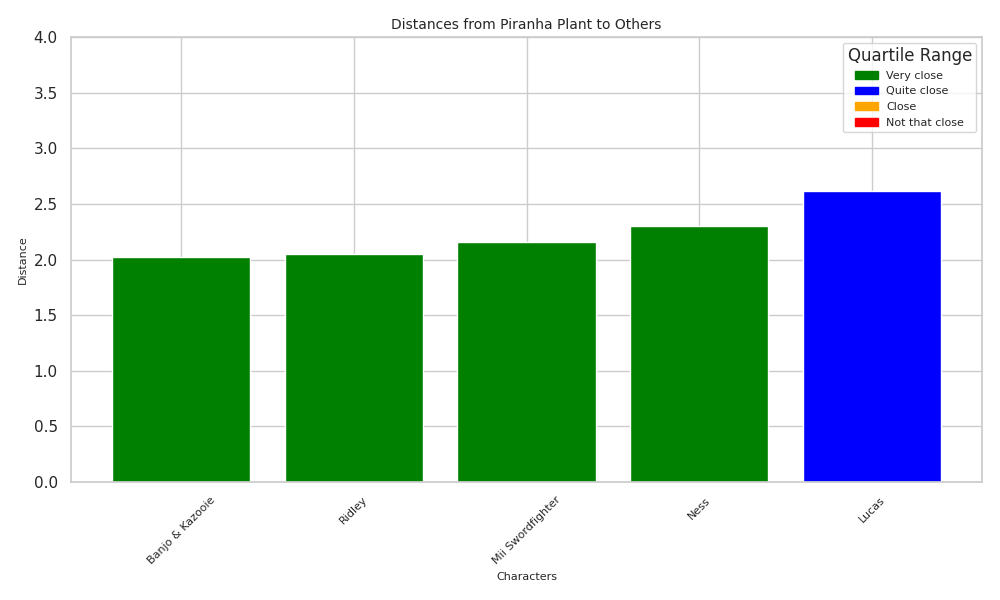 Distances from Piranha Plant to Others
4.0
3.5
3.0
2.5
2.0
1.5
1.0
0.5
0.0
Distance
Quartile Range
Very close
Quite close
Close
Not that close
Banjo & Kazooie
Ridley
Mii Swordfighter
Ness
Lucas
Characters